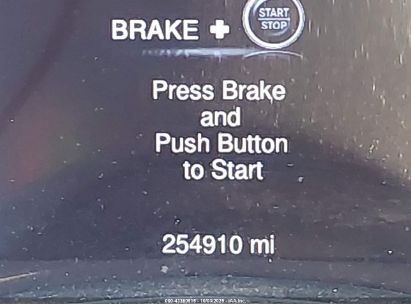 BRAKE + START
STOP
Press Brake
and
Push Button
to Start
254910 mi